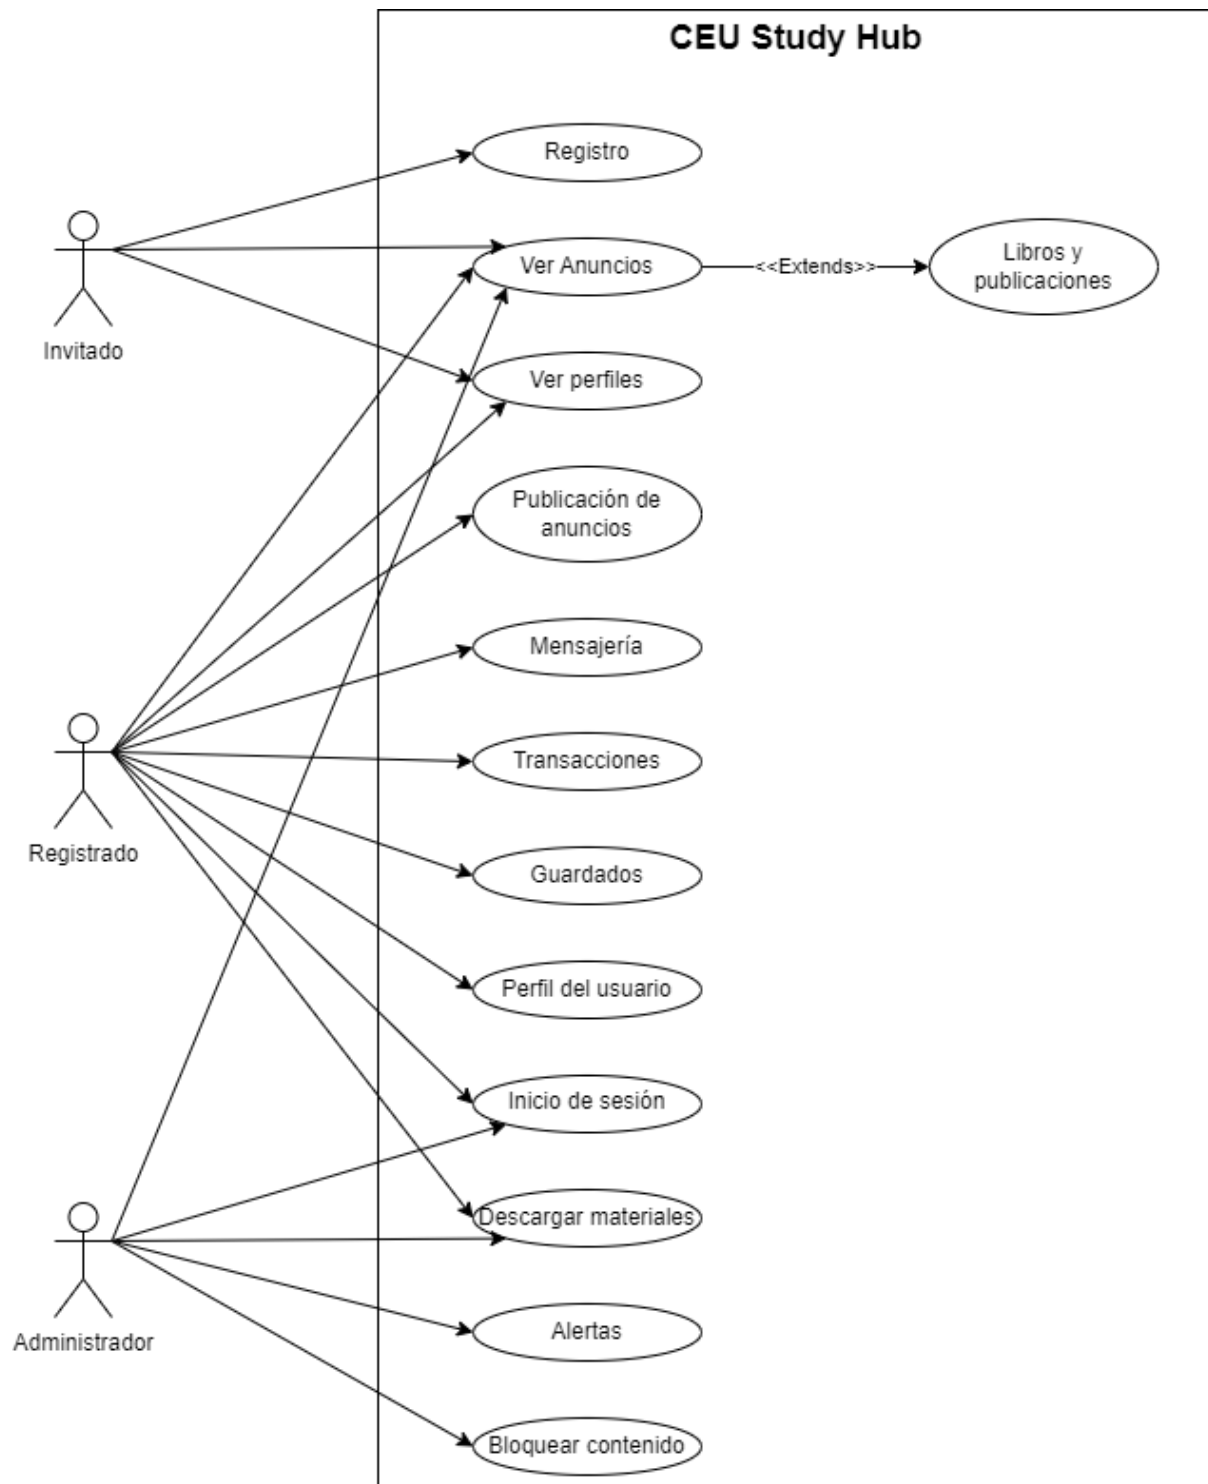 CEU Study Hub
Registro
Invitado
Ver Anuncios
<<Extends>>
Libros y
publicaciones
Ver perfiles
Publicación de
anuncios
Mensajería
Registrado
Transacciones
Guardados
Perfil del usuario
Inicio de sesión
Administrador
Descargar materiales
Alertas
Bloquear contenido